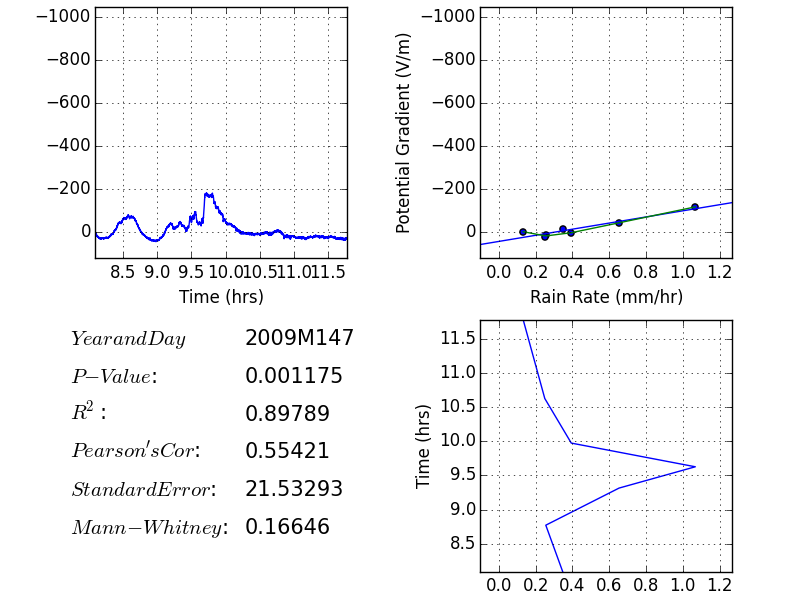 −1000
−800
−600
−400
−200
0
8.5 9.0 9.5 10.0 10.5 11.0 11.5
Time (hrs)
Potential Gradient (V/m)
−1000
−800
−600
−400
−200
0
0.0 0.2 0.4 0.6 0.8 1.0 1.2
Rain Rate (mm/hr)
YearandDay 2009M147
P−Value: 0.001175
R²: 0.89789
Pearson'sCor: 0.55421
StandardError: 21.53293
Mann−Whitney: 0.16646
Time (hrs)
11.5
11.0
10.5
10.0
9.5
9.0
8.5
0.0 0.2 0.4 0.6 0.8 1.0 1.2